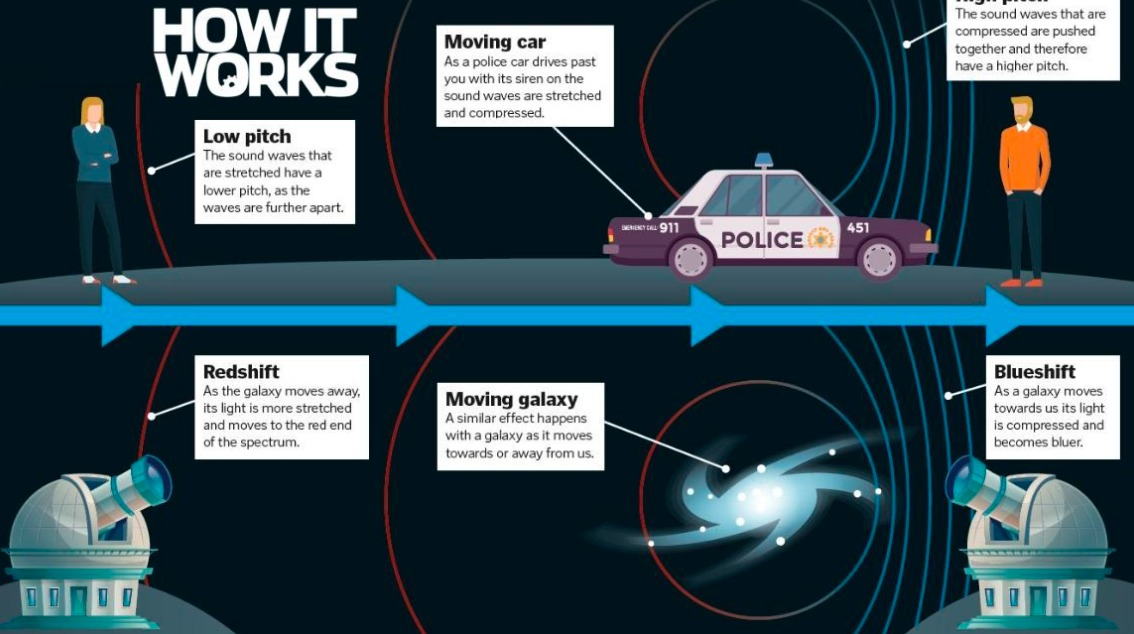 HOW IT
WORKS
Moving car
As a police car drives past
you with its siren on the
sound waves are stretched
and compressed.
High pitch
The sound waves that are
compressed are pushed
together and therefore
have a higher pitch.
Low pitch
The sound waves that
are stretched have a
lower pitch, as the
waves are further apart.
EMERGENCY CALL 911
POLICE
451
Redshift
As the galaxy moves away,
its light is more stretched
and moves to the red end
of the spectrum.
Moving galaxy
A similar effect happens
with a galaxy as it moves
towards or away from us.
Blueshift
As a galaxy moves
towards us its light
is compressed and
becomes bluer.